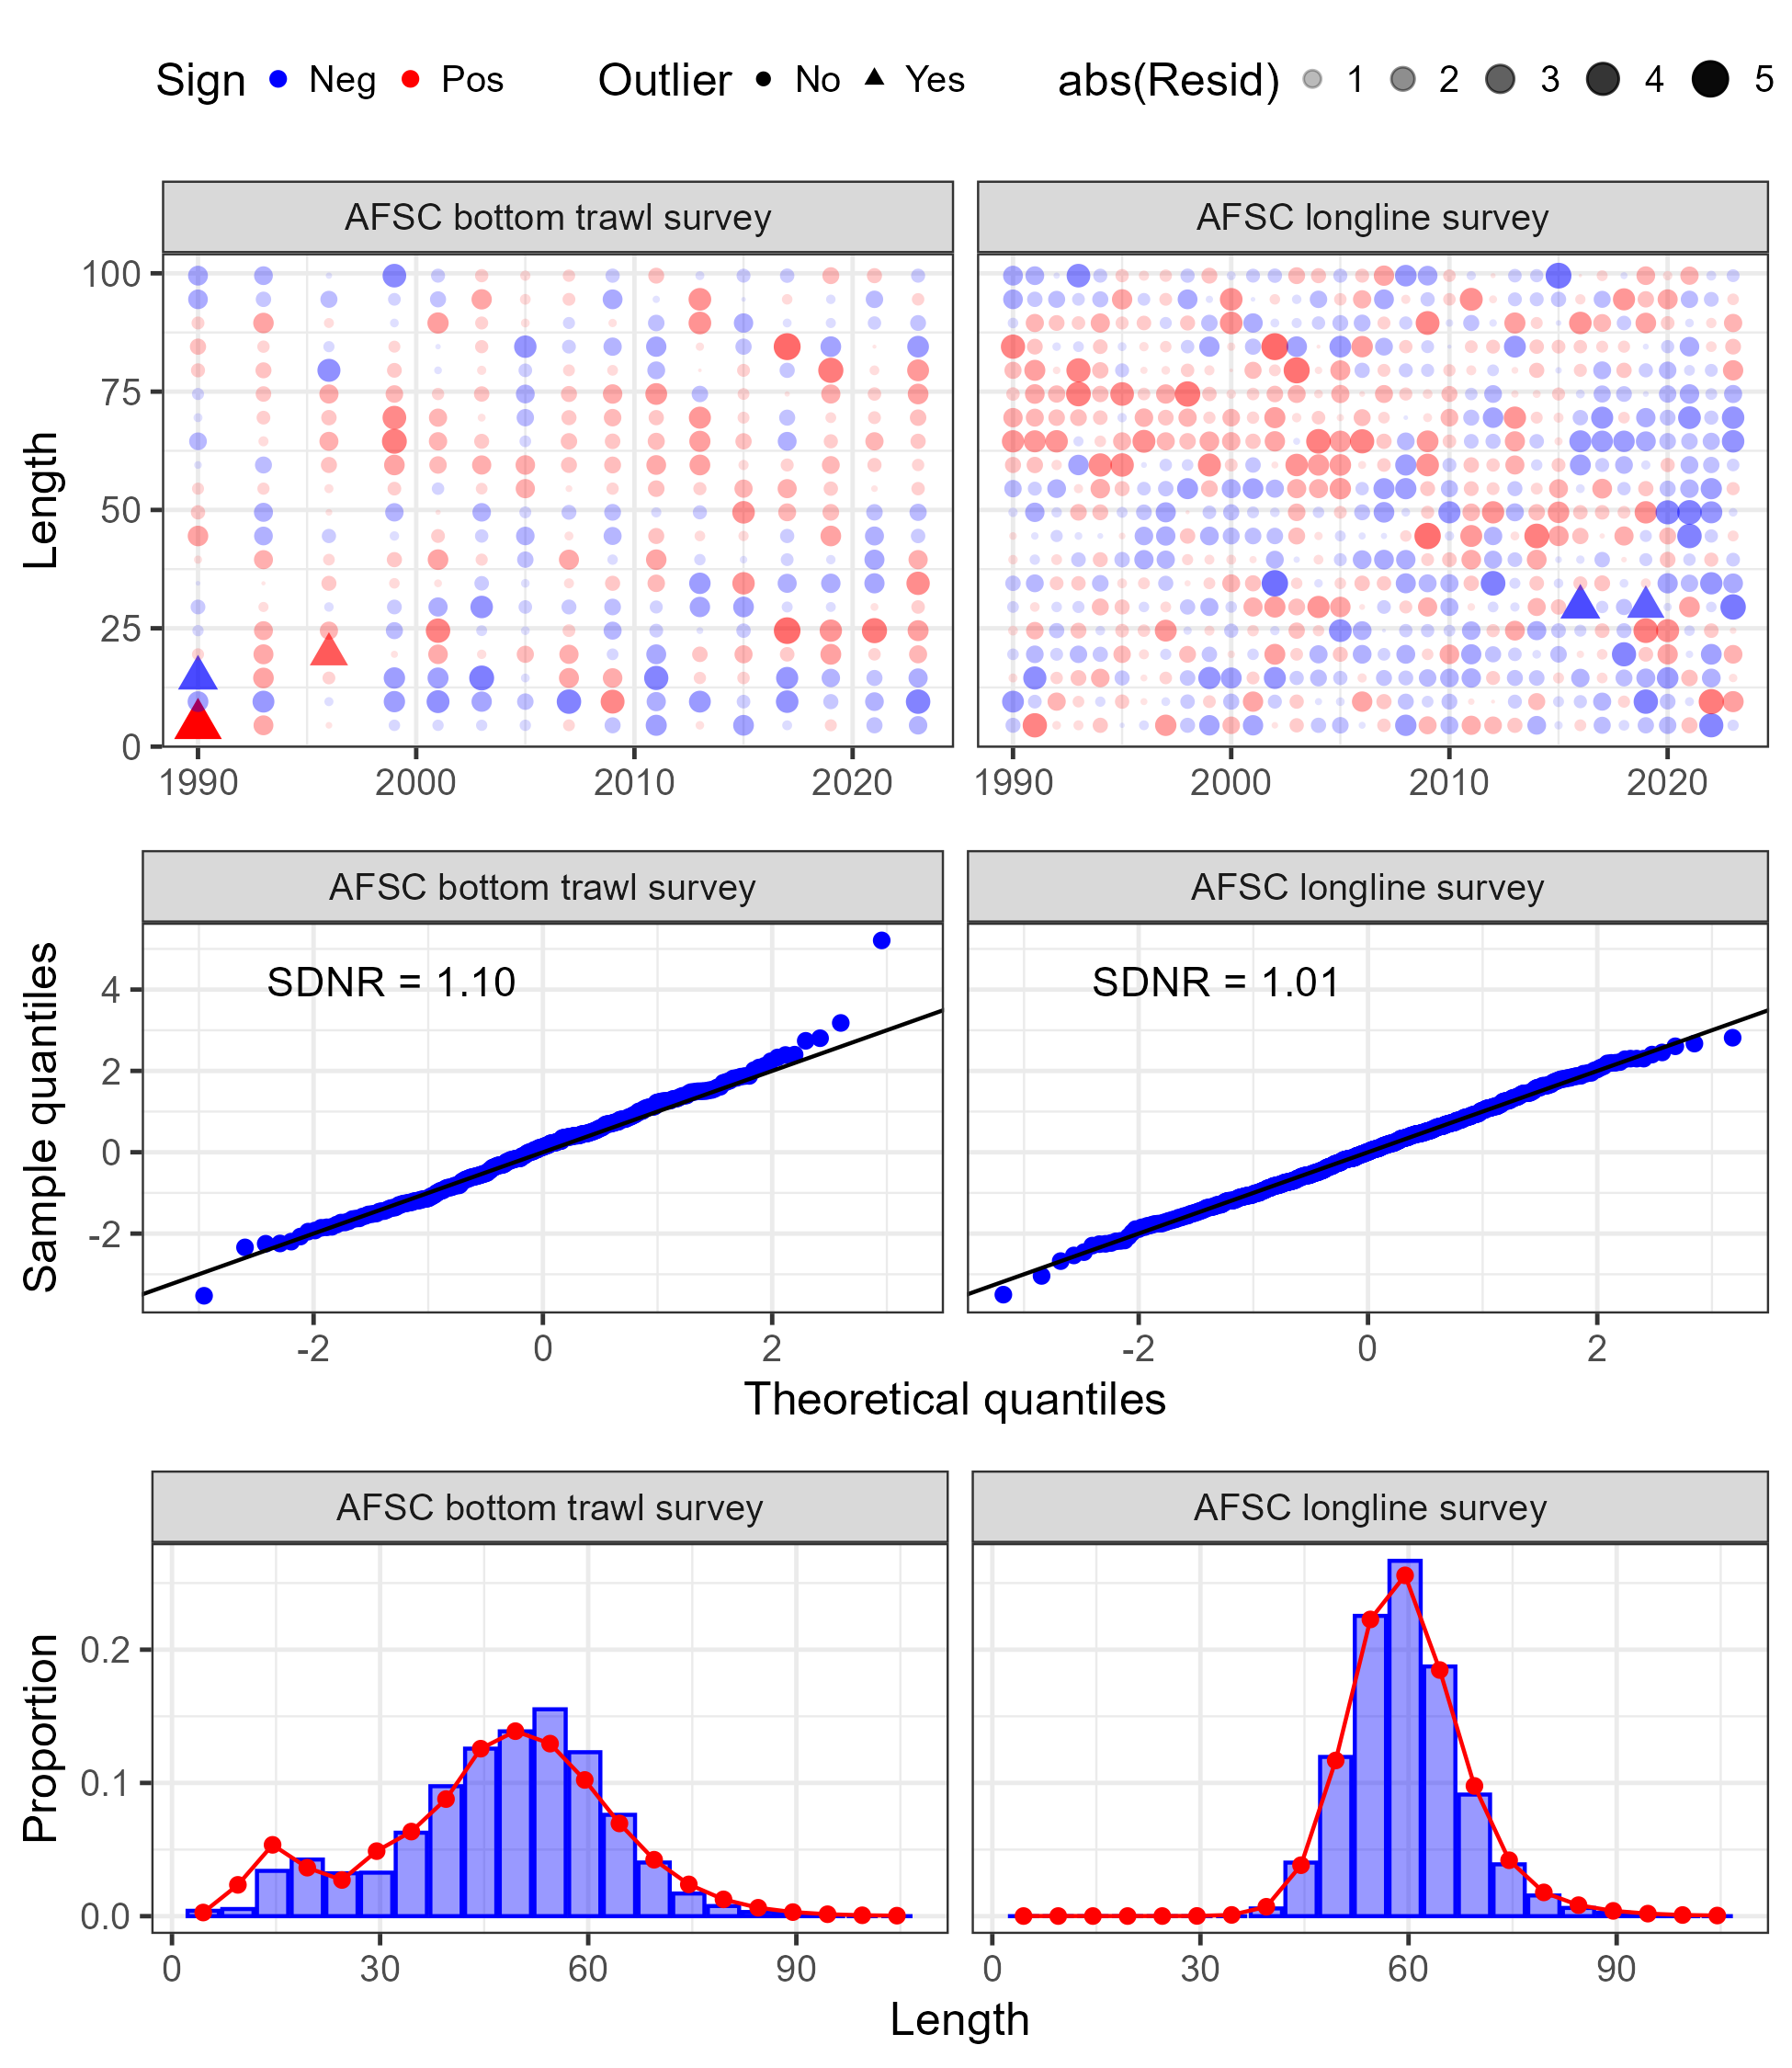 Sign Neg Pos Outlier No Yes abs(Resid) 1 2 3 4 5
AFSC bottom trawl survey AFSC longline survey
Length
100
75
50
25
0
1990 2000 2010 2020 1990 2000 2010 2020
AFSC bottom trawl survey AFSC longline survey
Sample quantiles
SDNR = 1.10 SDNR = 1.01
4
2
0
-2
-2 0 2 -2 0 2
Theoretical quantiles
AFSC bottom trawl survey AFSC longline survey
Proportion
0.2
0.1
0.0
0 30 60 90 0 30 60 90
Length